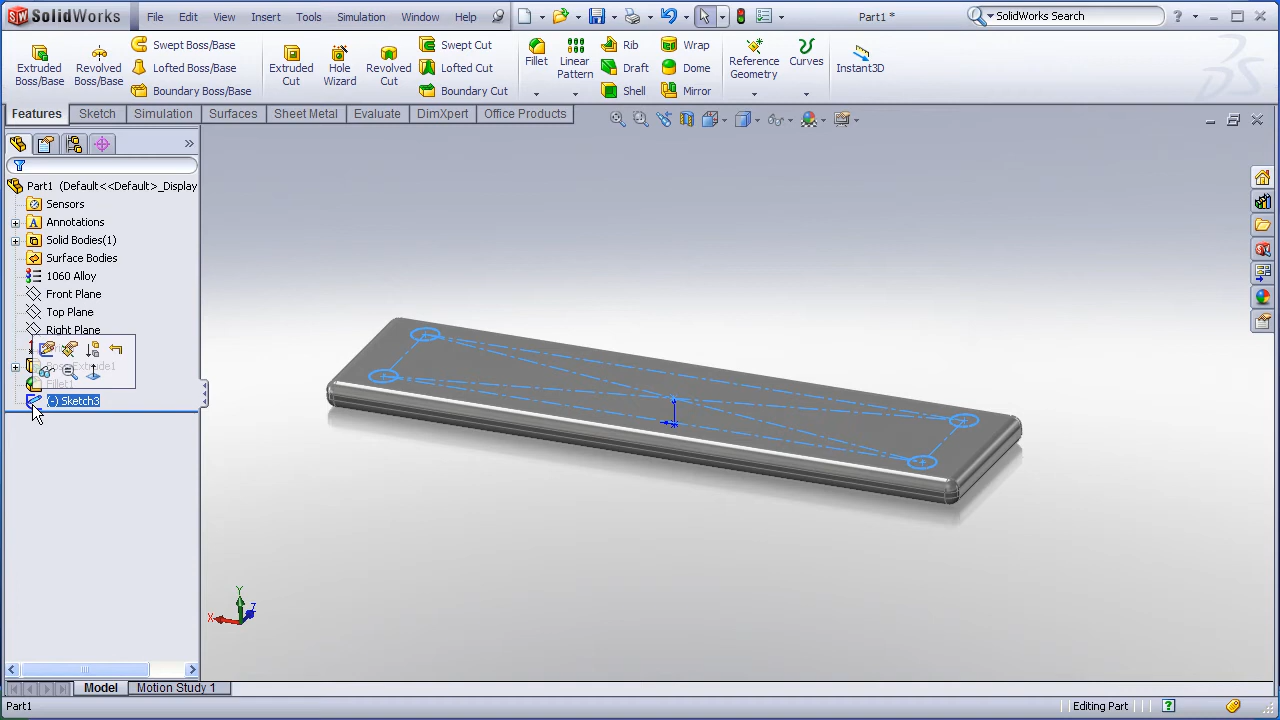 SolidWorks File Edit View Insert Tools Simulation Window Help Part1 * SolidWorks Search
Extruded Boss/Base
Revolved Boss/Base
Swept Boss/Base
Lofted Boss/Base
Boundary Boss/Base
Extruded Cut
Hole Wizard
Revolved Cut
Swept Cut
Lofted Cut
Boundary Cut
Fillet
Linear Pattern
Rib
Draft
Shell
Wrap
Dome
Mirror
Reference Geometry
Curves
Instant3D
Features Sketch Simulation Surfaces Sheet Metal Evaluate DimXpert Office Products
Part1 (Default<<Default>_Display
Sensors
Annotations
Solid Bodies(1)
Surface Bodies
1060 Alloy
Front Plane
Top Plane
Right Plane
Fillet1
(-) Sketch3
Y
X
Z
Model Motion Study 1
Part1 Editing Part